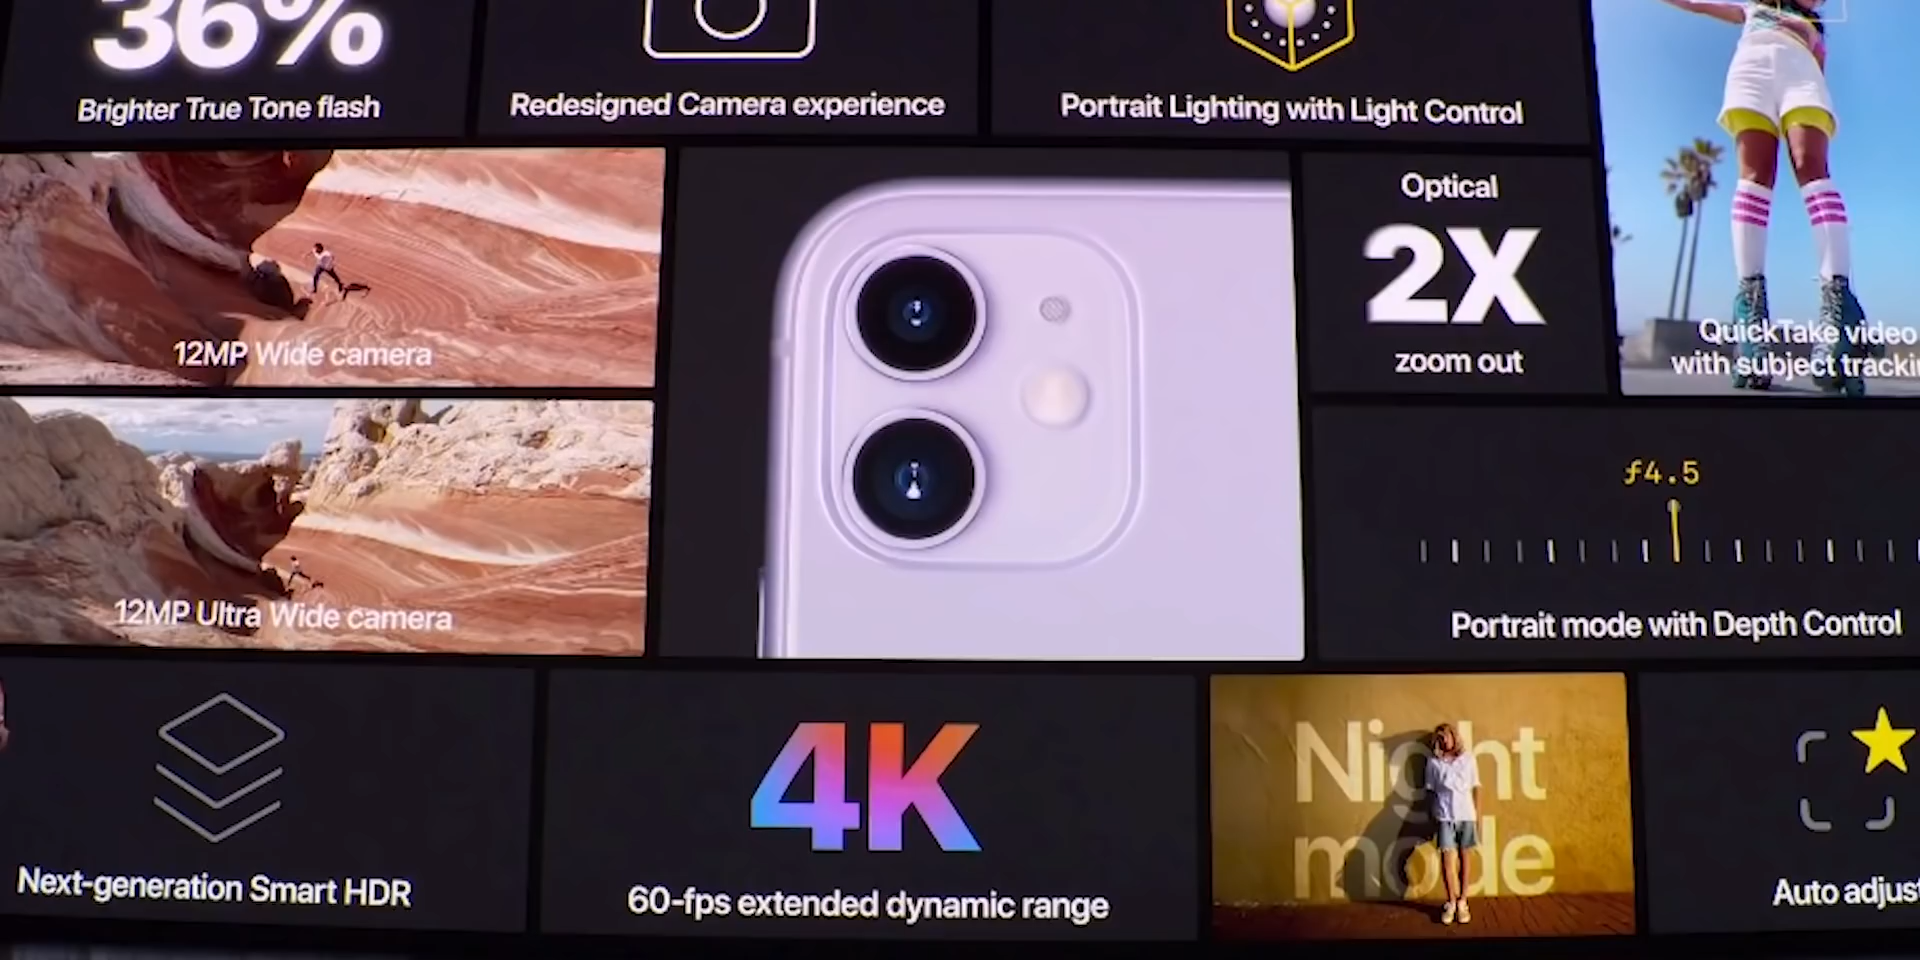 36%
Brighter True Tone flash
Redesigned Camera experience
Portrait Lighting with Light Control
12MP Wide camera
Optical
2X
zoom out
QuickTake video
with subject
12MP Ultra Wide camera
ƒ4.5
Portrait mode with Depth Control
Next-generation Smart HDR
4K
60-fps extended dynamic range
Night
mode
Auto